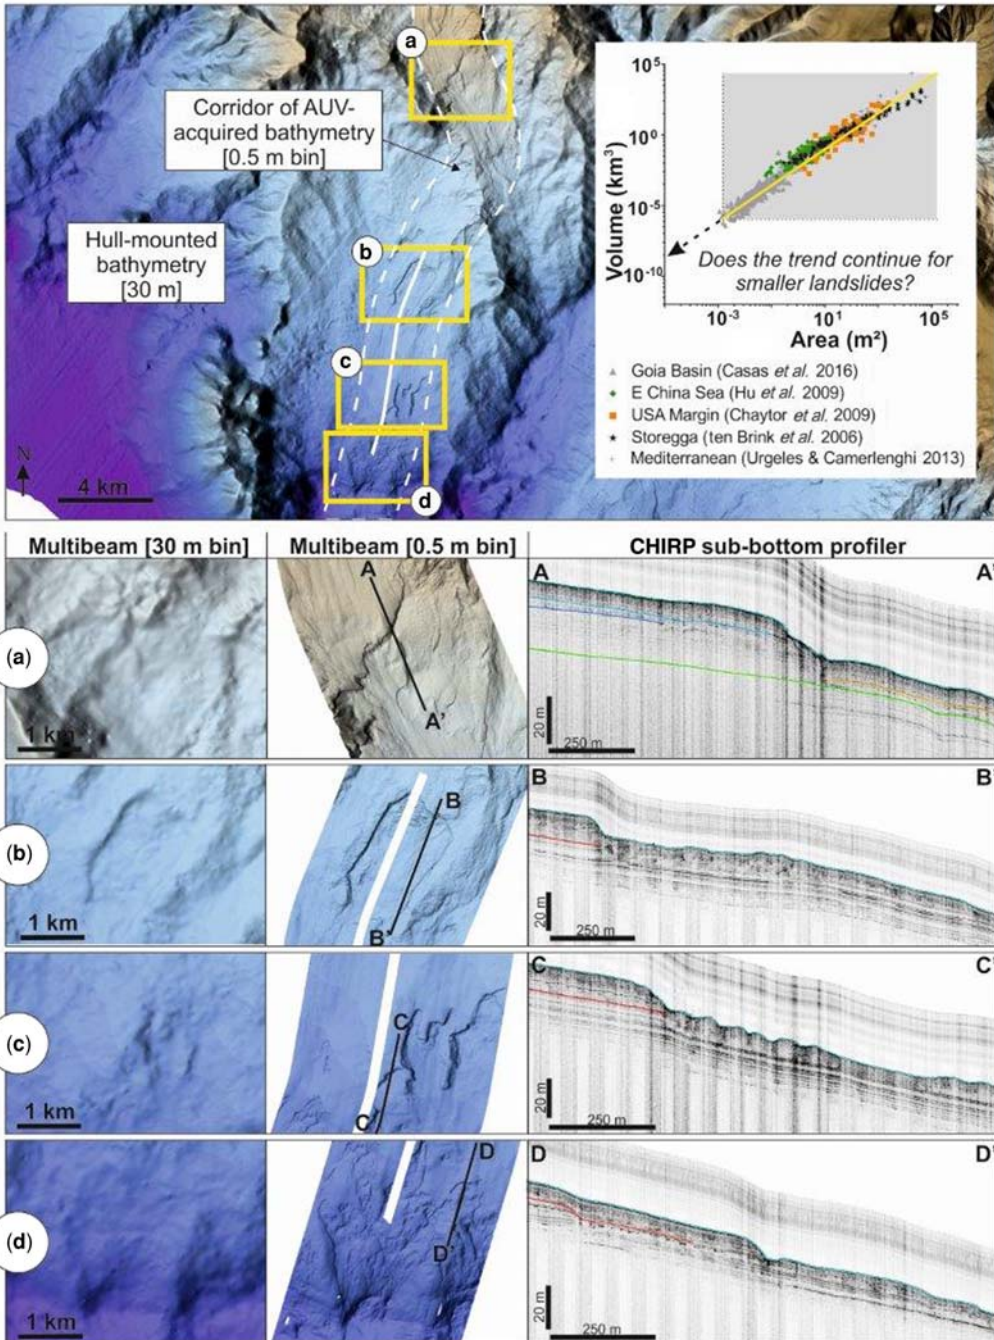 a
Corridor of AUV-
acquired bathymetry
[0.5 m bin]
Hull-mounted
bathymetry
[30 m]
b
c
d
N
4 km
Volume (km³)
10⁵
10⁰
10⁻⁵
10⁻¹⁰
Does the trend continue for
smaller landslides?
10⁻³
10¹
10⁵
Area (m²)
Goia Basin (Casas et al. 2016)
E China Sea (Hu et al. 2009)
USA Margin (Chaytor et al. 2009)
Storegga (ten Brink et al. 2006)
Mediterranean (Urgeles & Camerlenghi 2013)
Multibeam [30 m bin]
Multibeam [0.5 m bin]
CHIRP sub-bottom profiler
(a)
1 km
A
A'
A
A'
20 m
250 m
(b)
1 km
B
B'
B
B'
20 m
250 m
(c)
1 km
C
C'
C
C'
20 m
250 m
(d)
1 km
D
D'
D
D'
20 m
250 m